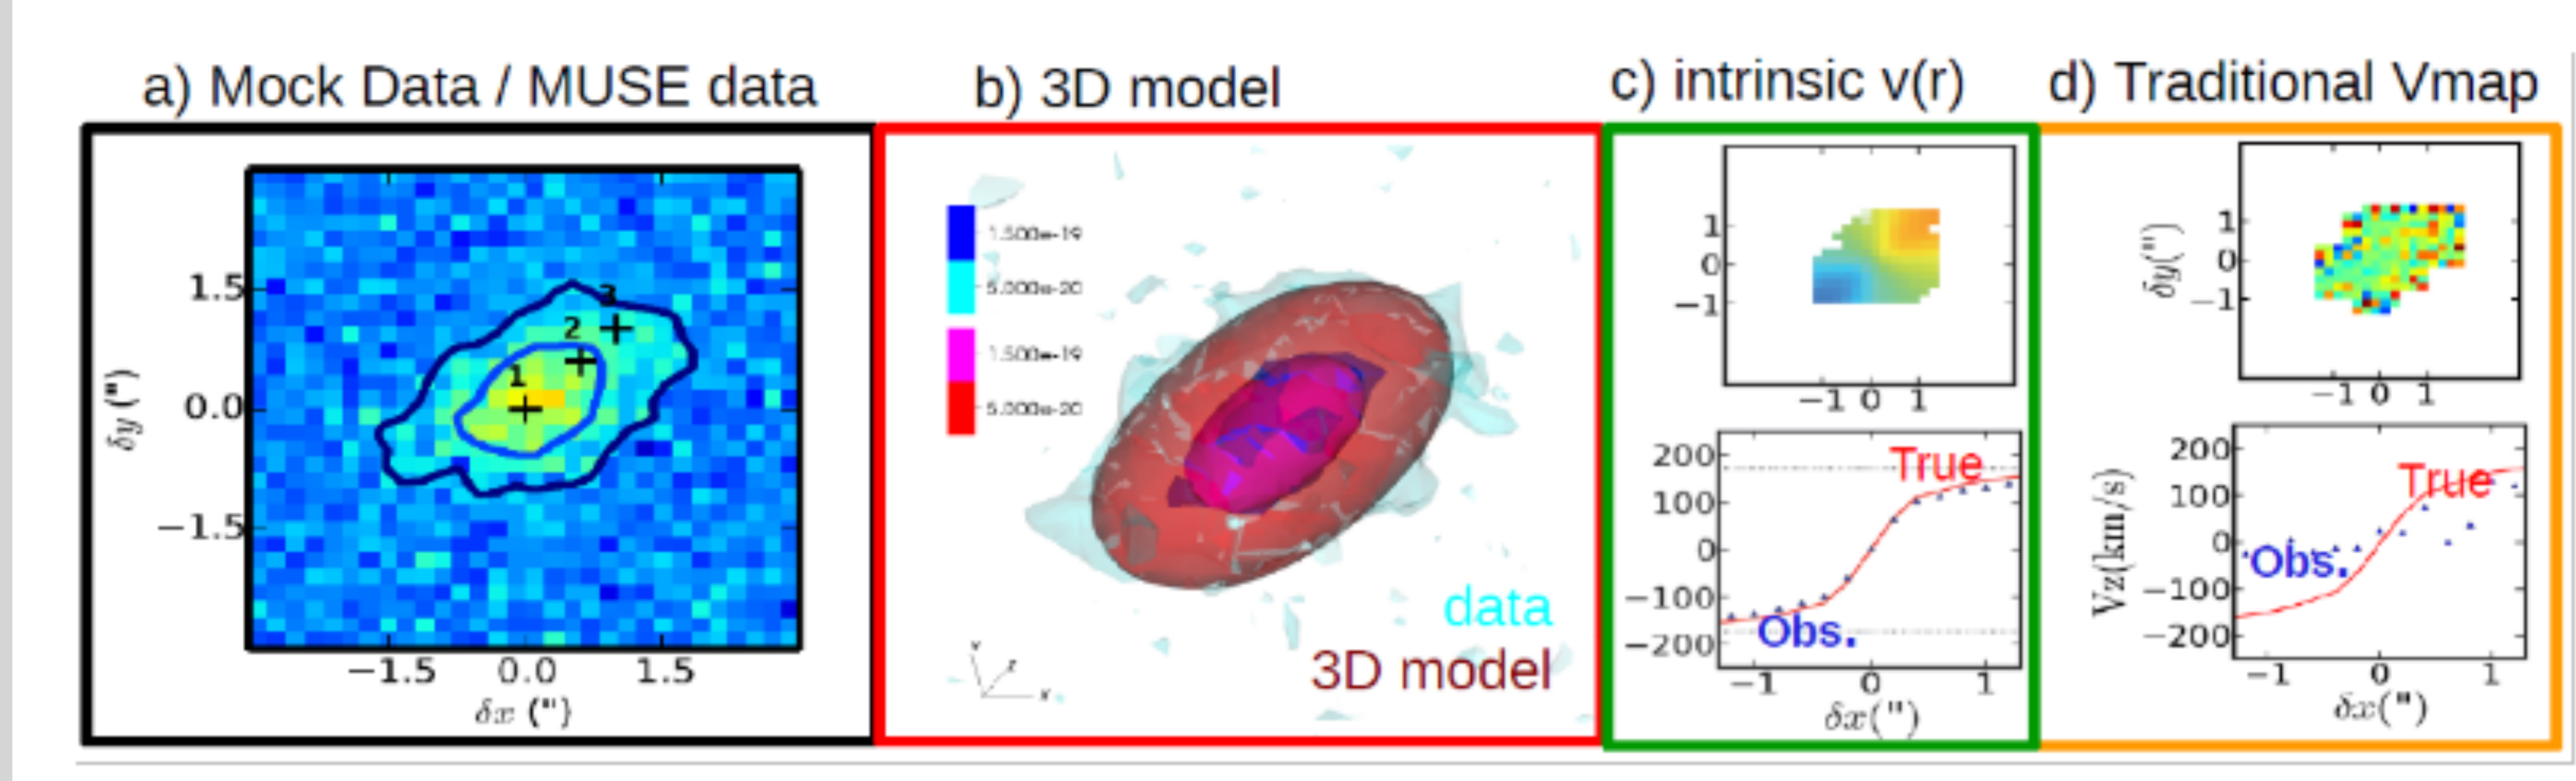 a) Mock Data / MUSE data
b) 3D model
c) intrinsic v(r)
d) Traditional Vmap
1.5
0.0
−1.5
δy (")
−1.5 0.0 1.5
δx (")
1
2
3
1.500e-19
5.000e-20
1.500e-19
5.000e-20
data
3D model
Y
Z
X
1
0
−1
−1 0 1
200
100
0
−100
−200
True
Obs.
−1 0 1
δx(")
δy(")
1
0
−1
−1 0 1
Vz(km/s)
200
100
0
−100
−200
True
Obs.
−1 0 1
δx(")